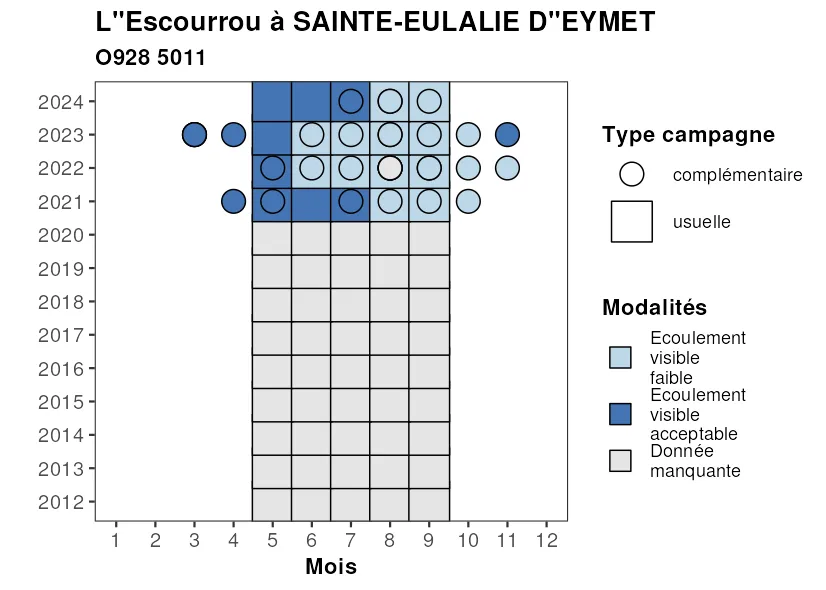 L"Escourrou à SAINTE-EULALIE D"EYMET
O928 5011
2024
2023
2022
2021
2020
2019
2018
2017
2016
2015
2014
2013
2012
1 2 3 4 5 6 7 8 9 10 11 12
Mois
Type campagne
complémentaire
usuelle
Modalités
Ecoulement
visible
faible
Ecoulement
visible
acceptable
Donnée
manquante